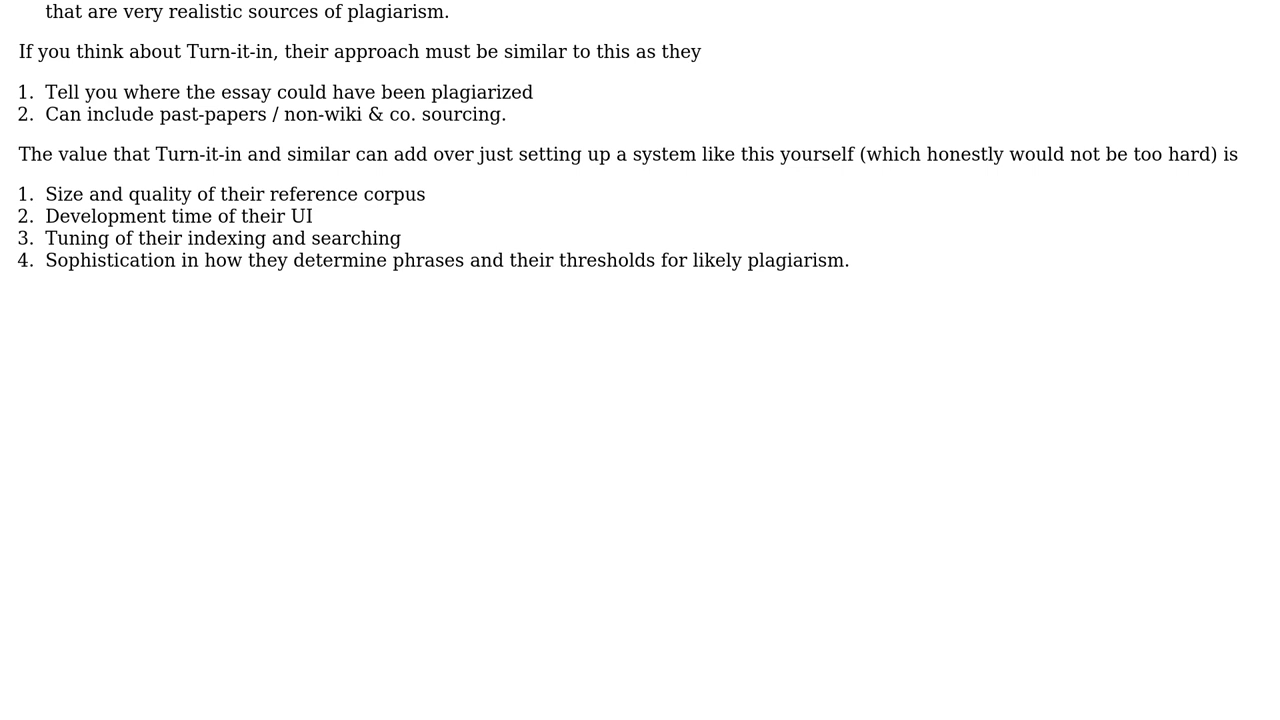 that are very realistic sources of plagiarism.
If you think about Turn-it-in, their approach must be similar to this as they
1. Tell you where the essay could have been plagiarized
2. Can include past-papers / non-wiki & co. sourcing.
The value that Turn-it-in and similar can add over just setting up a system like this yourself (which honestly would not be too hard) is
1. Size and quality of their reference corpus
2. Development time of their UI
3. Tuning of their indexing and searching
4. Sophistication in how they determine phrases and their thresholds for likely plagiarism.